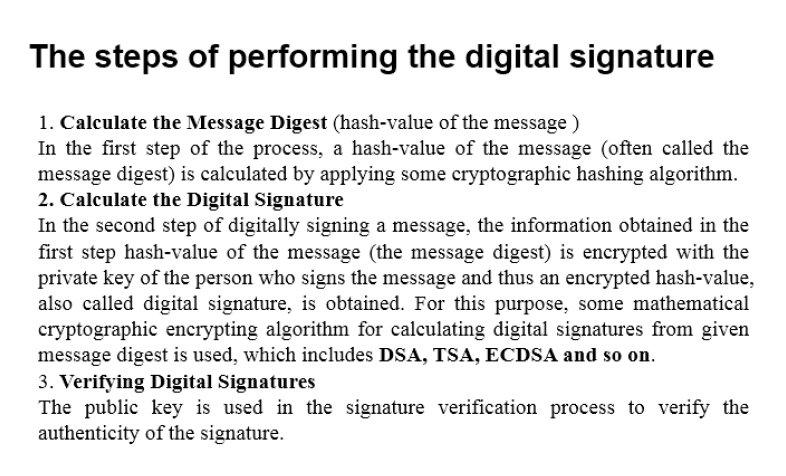 The steps of performing the digital signature
1. Calculate the Message Digest (hash-value of the message )
In the first step of the process, a hash-value of the message (often called the
message digest) is calculated by applying some cryptographic hashing algorithm.
2. Calculate the Digital Signature
In the second step of digitally signing a message, the information obtained in the
first step hash-value of the message (the message digest) is encrypted with the
private key of the person who signs the message and thus an encrypted hash-value,
also called digital signature, is obtained. For this purpose, some mathematical
cryptographic encrypting algorithm for calculating digital signatures from given
message digest is used, which includes DSA, TSA, ECDSA and so on.
3. Verifying Digital Signatures
The public key is used in the signature verification process to verify the
authenticity of the signature.